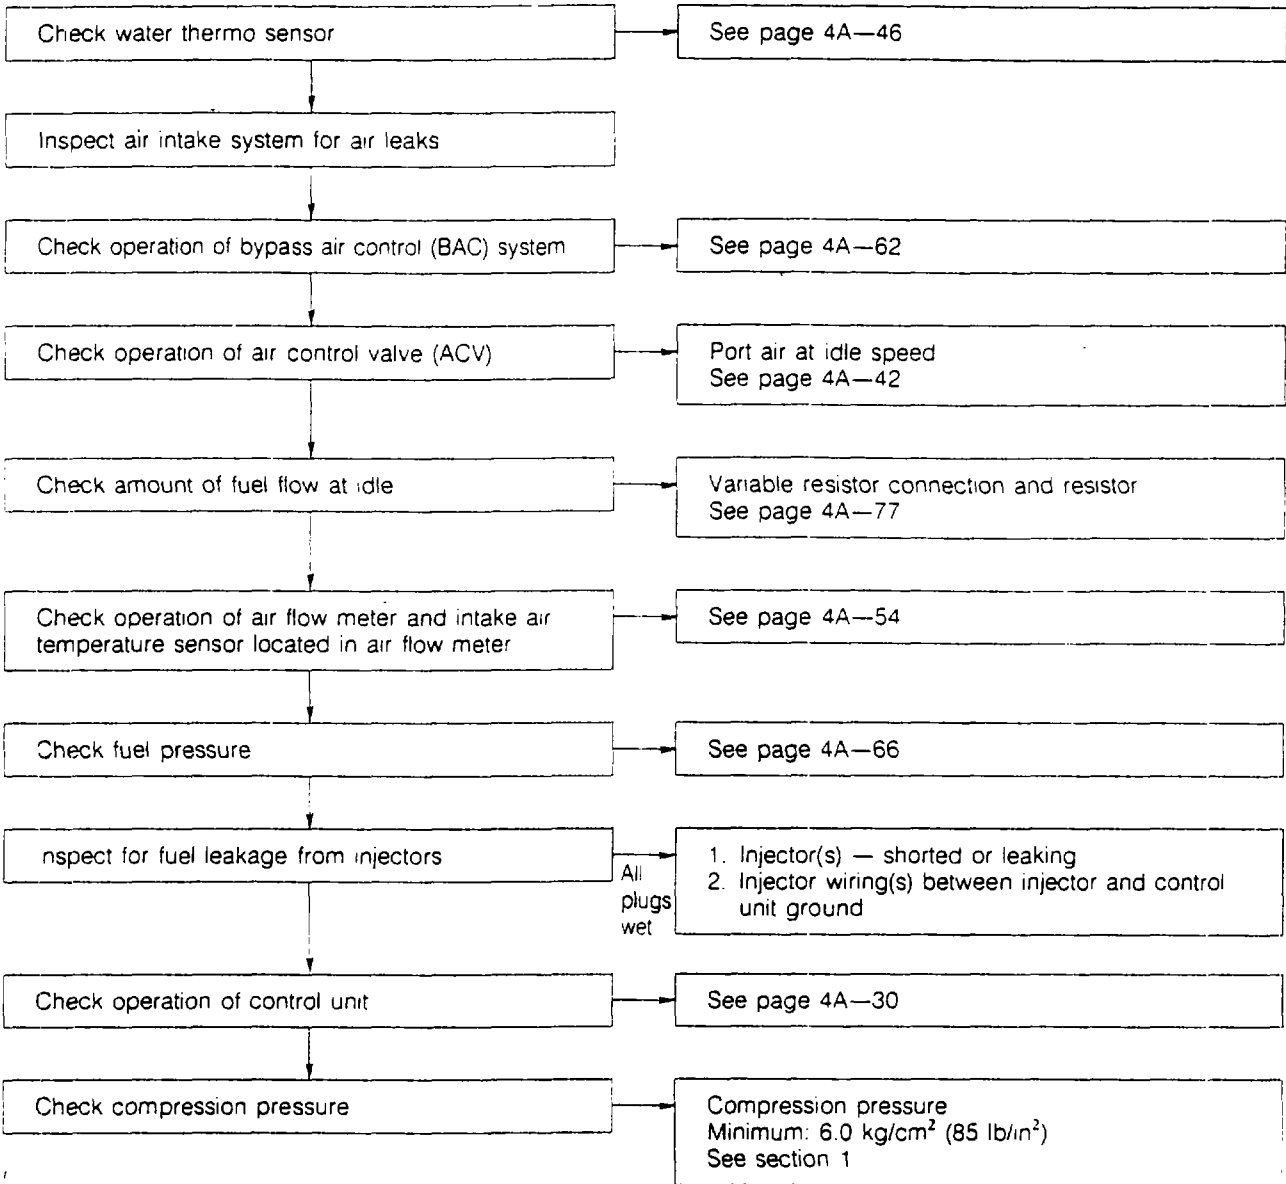 Check water thermo sensor
See page 4A—46
Inspect air intake system for air leaks
Check operation of bypass air control (BAC) system
See page 4A—62
Check operation of air control valve (ACV)
Port air at idle speed
See page 4A—42
Check amount of fuel flow at idle
Variable resistor connection and resistor
See page 4A—77
Check operation of air flow meter and intake air
temperature sensor located in air flow meter
See page 4A—54
Check fuel pressure
See page 4A—66
nspect for fuel leakage from injectors
All
plugs
wet
1. Injector(s) — shorted or leaking
2. Injector wiring(s) between injector and control
unit ground
Check operation of control unit
See page 4A—30
Check compression pressure
Compression pressure
Minimum: 6.0 kg/cm² (85 lb/in²)
See section 1